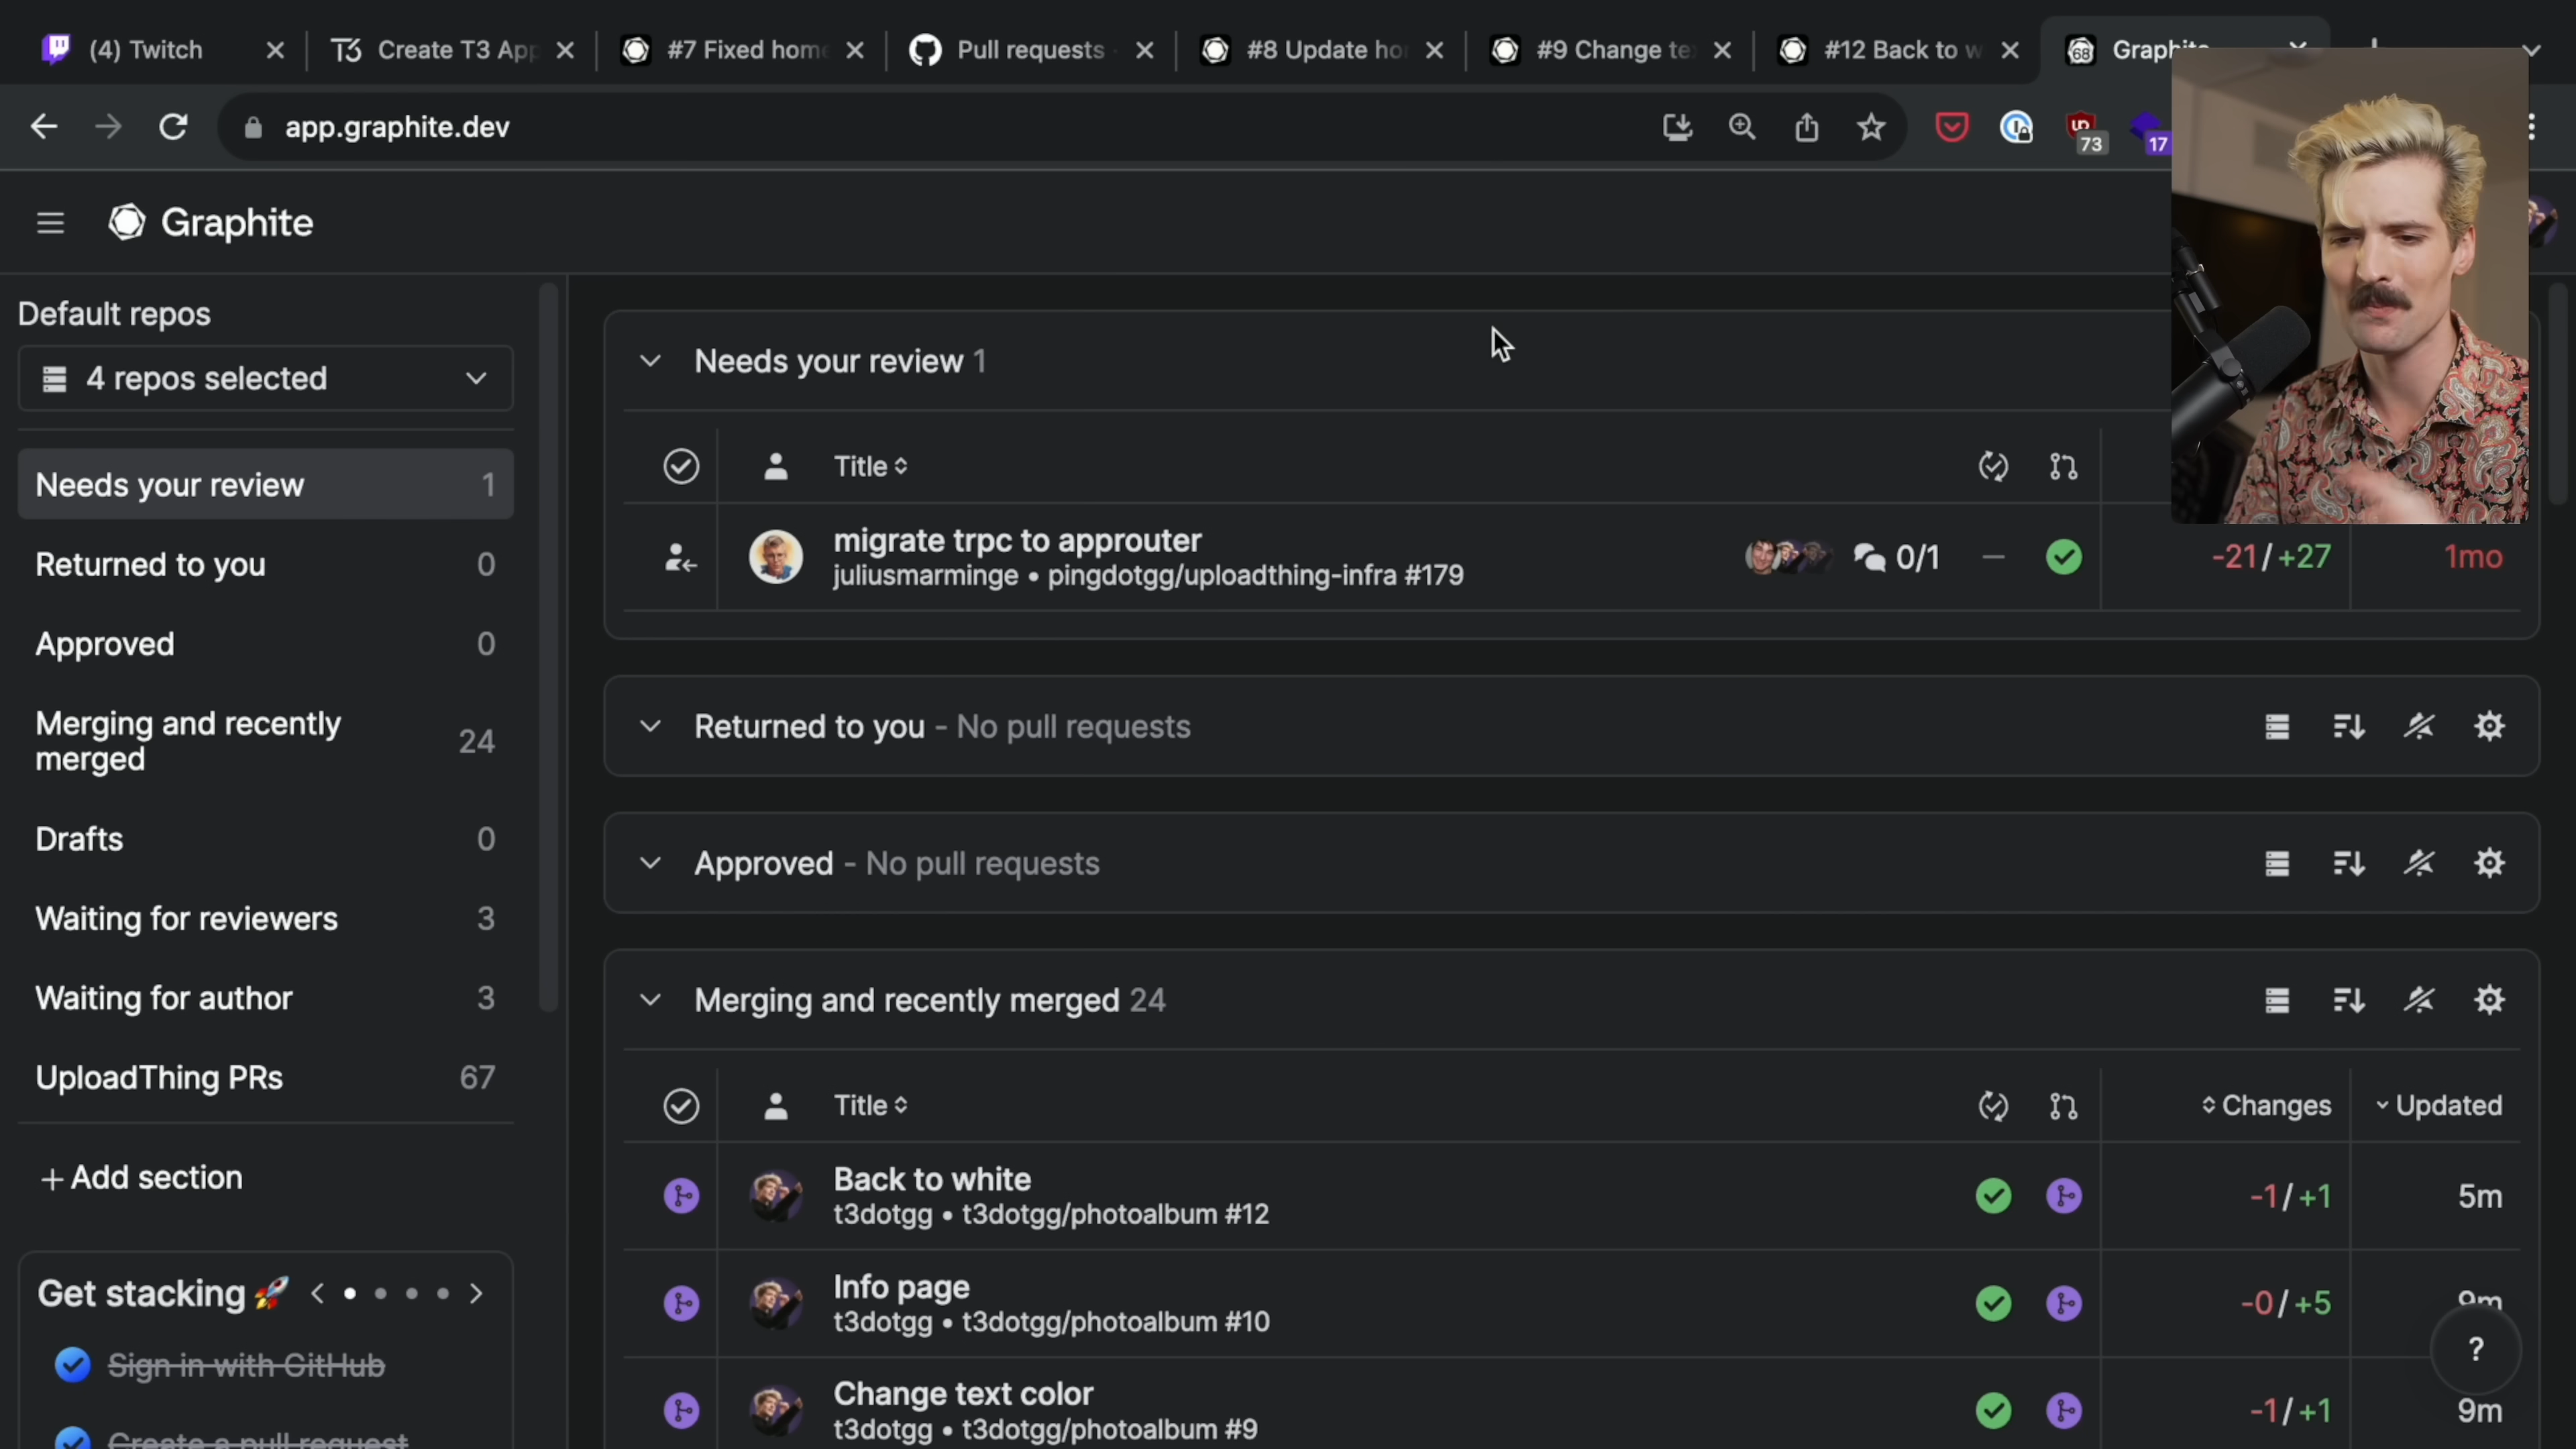 (4) Twitch
Create T3 App
#7 Fixed home
Pull requests
#8 Update hor
#9 Change te
#12 Back to w
68
Graphite
app.graphite.dev
73
17
Graphite
Default repos
4 repos selected
Needs your review 1
Returned to you 0
Approved 0
Merging and recently
merged
24
Drafts 0
Waiting for reviewers 3
Waiting for author 3
UploadThing PRs 67
+ Add section
Get stacking 🚀
Sign in with GitHub
Create a pull request
Needs your review 1
Title
migrate trpc to approuter
juliusmarminge • pingdotgg/uploadthing-infra #179
0/1
-21/+27
1mo
Returned to you - No pull requests
Approved - No pull requests
Merging and recently merged 24
Title
Changes
Updated
Back to white
t3dotgg • t3dotgg/photoalbum #12
-1/+1
5m
Info page
t3dotgg • t3dotgg/photoalbum #10
-0/+5
9m
?
Change text color
t3dotgg • t3dotgg/photoalbum #9
-1/+1
9m